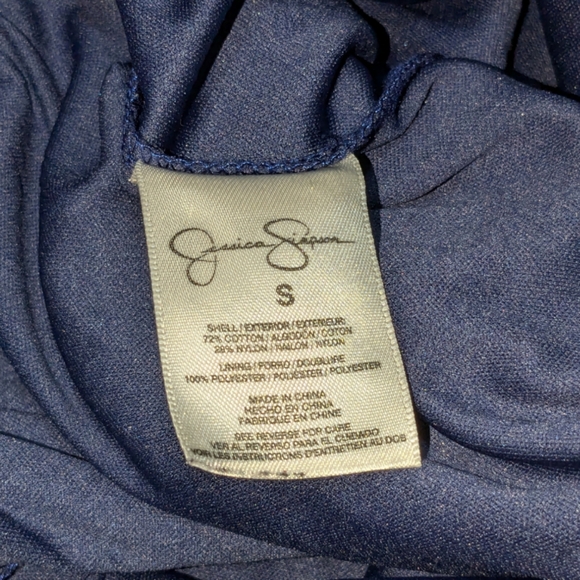 Jessica Simpson
S
SHELL / EXTERIOR / EXTERIEUR:
72% COTTON / ALGODÓN / COTON
28% NYLON / NAILON / NYLON
LINING / FORRO / DOUBLURE
100% POLYESTER / POLIÉSTER / POLYESTER
MADE IN CHINA
HECHO EN CHINA
FABRIQUÉ EN CHINE
SEE REVERSE FOR CARE
VER AL REVERSO PARA EL CUIDADO
VOIR LES INSTRUCTIONS D'ENTRETIEN AU DOS